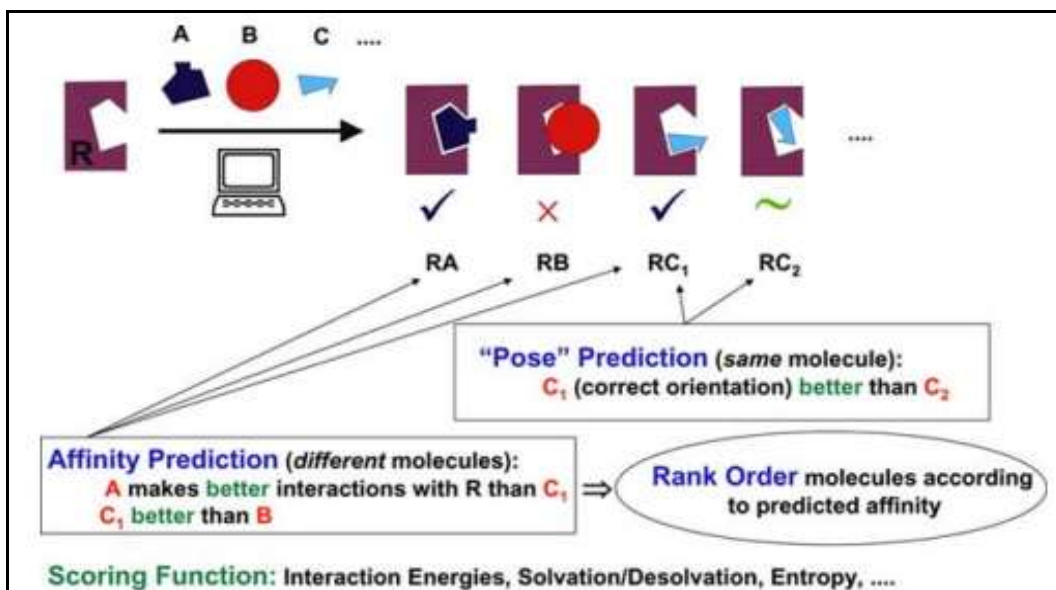 A B C ....
R
....
RA RB RC₁ RC₂
“Pose” Prediction (same molecule):
C₁ (correct orientation) better than C₂
Affinity Prediction (different molecules):
A makes better interactions with R than C₁
C₁ better than B
⇒
Rank Order molecules according
to predicted affinity
Scoring Function: Interaction Energies, Solvation/Desolvation, Entropy, ....